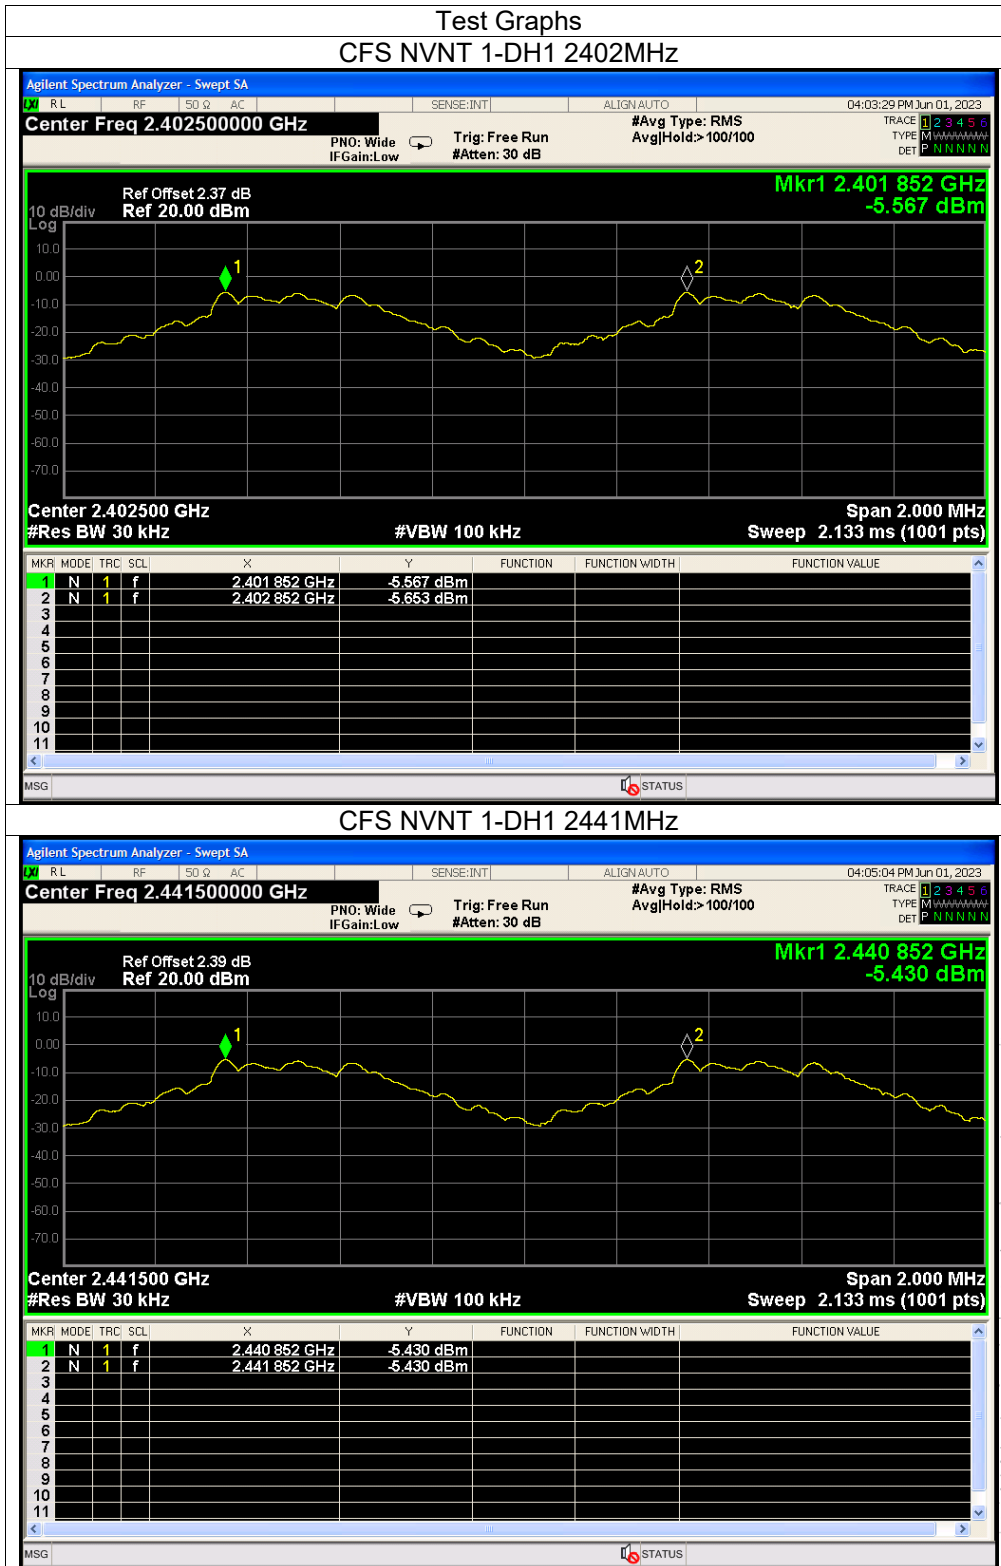 Test Graphs
CFS NVNT 1-DH1 2402MHz
Agilent Spectrum Analyzer - Swept SA
LXI RL RF 50 Ω AC SENSE:INT ALIGN AUTO 04:03:29 PM Jun 01, 2023
Center Freq 2.402500000 GHz #Avg Type: RMS TRACE 1 2 3 4 5 6
PNO: Wide Trig: Free Run Avg|Hold:>100/100 TYPE M WWWWW
IFGain:Low #Atten: 30 dB DET P N N N N N
Mkr1 2.401 852 GHz
Ref Offset 2.37 dB
10 dB/div Ref 20.00 dBm -5.567 dBm
Log
10.0
1 2
0.00
-10.0
-20.0
-30.0
-40.0
-50.0
-60.0
-70.0
Center 2.402500 GHz Span 2.000 MHz
#Res BW 30 kHz #VBW 100 kHz Sweep 2.133 ms (1001 pts)
MKR MODE TRC SCL X Y FUNCTION FUNCTION WIDTH FUNCTION VALUE
1 N 1 f 2.401 852 GHz -5.567 dBm
2 N 1 f 2.402 852 GHz -5.653 dBm
3
4
5
6
7
8
9
10
11
MSG STATUS
CFS NVNT 1-DH1 2441MHz
Agilent Spectrum Analyzer - Swept SA
LXI RL RF 50 Ω AC SENSE:INT ALIGN AUTO 04:05:04 PM Jun 01, 2023
Center Freq 2.441500000 GHz #Avg Type: RMS TRACE 1 2 3 4 5 6
PNO: Wide Trig: Free Run Avg|Hold:>100/100 TYPE M WWWWW
IFGain:Low #Atten: 30 dB DET P N N N N N
Mkr1 2.440 852 GHz
Ref Offset 2.39 dB
10 dB/div Ref 20.00 dBm -5.430 dBm
Log
10.0
1 2
0.00
-10.0
-20.0
-30.0
-40.0
-50.0
-60.0
-70.0
Center 2.441500 GHz Span 2.000 MHz
#Res BW 30 kHz #VBW 100 kHz Sweep 2.133 ms (1001 pts)
MKR MODE TRC SCL X Y FUNCTION FUNCTION WIDTH FUNCTION VALUE
1 N 1 f 2.440 852 GHz -5.430 dBm
2 N 1 f 2.441 852 GHz -5.430 dBm
3
4
5
6
7
8
9
10
11
MSG STATUS